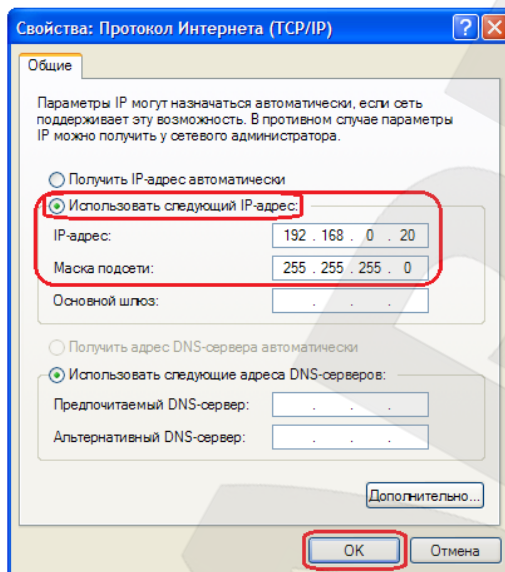 Свойства: Протокол Интернета (TCP/IP)
Общие
Параметры IP могут назначаться автоматически, если сеть
поддерживает эту возможность. В противном случае параметры
IP можно получить у сетевого администратора.
Получить IP-адрес автоматически
Использовать следующий IP-адрес:
IP-адрес: 192 . 168 . 0 . 20
Маска подсети: 255 . 255 . 255 . 0
Основной шлюз: . . .
Получить адрес DNS-сервера автоматически
Использовать следующие адреса DNS-серверов:
Предпочитаемый DNS-сервер: . . .
Альтернативный DNS-сервер: . . .
Дополнительно...
OK Отмена